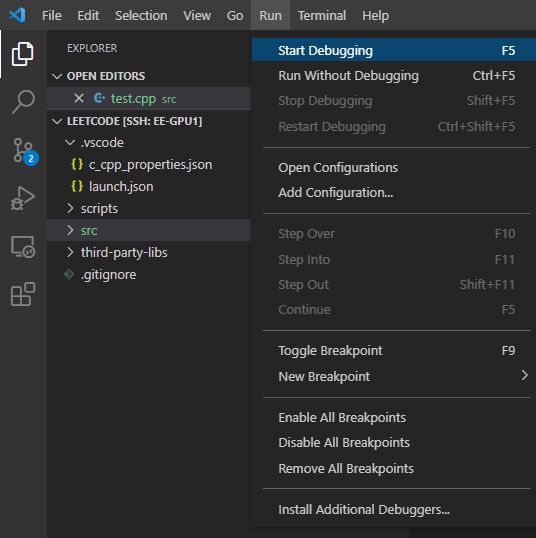 File Edit Selection View Go Run Terminal Help
EXPLORER
OPEN EDITORS
test.cpp src
LEETCODE [SSH: EE-GPU1]
.vscode
{} c_cpp_properties.json
{} launch.json
scripts
src
third-party-libs
.gitignore
2
Start Debugging F5
Run Without Debugging Ctrl+F5
Stop Debugging Shift+F5
Restart Debugging Ctrl+Shift+F5
Open Configurations
Add Configuration...
Step Over F10
Step Into F11
Step Out Shift+F11
Continue F5
Toggle Breakpoint F9
New Breakpoint
Enable All Breakpoints
Disable All Breakpoints
Remove All Breakpoints
Install Additional Debuggers...